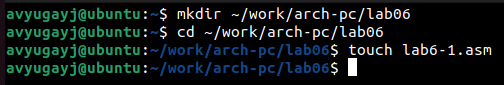 avyugayj@ubuntu:~$ mkdir ~/work/arch-pc/lab06
avyugayj@ubuntu:~$ cd ~/work/arch-pc/lab06
avyugayj@ubuntu:~/work/arch-pc/lab06$ touch lab6-1.asm
avyugayj@ubuntu:~/work/arch-pc/lab06$